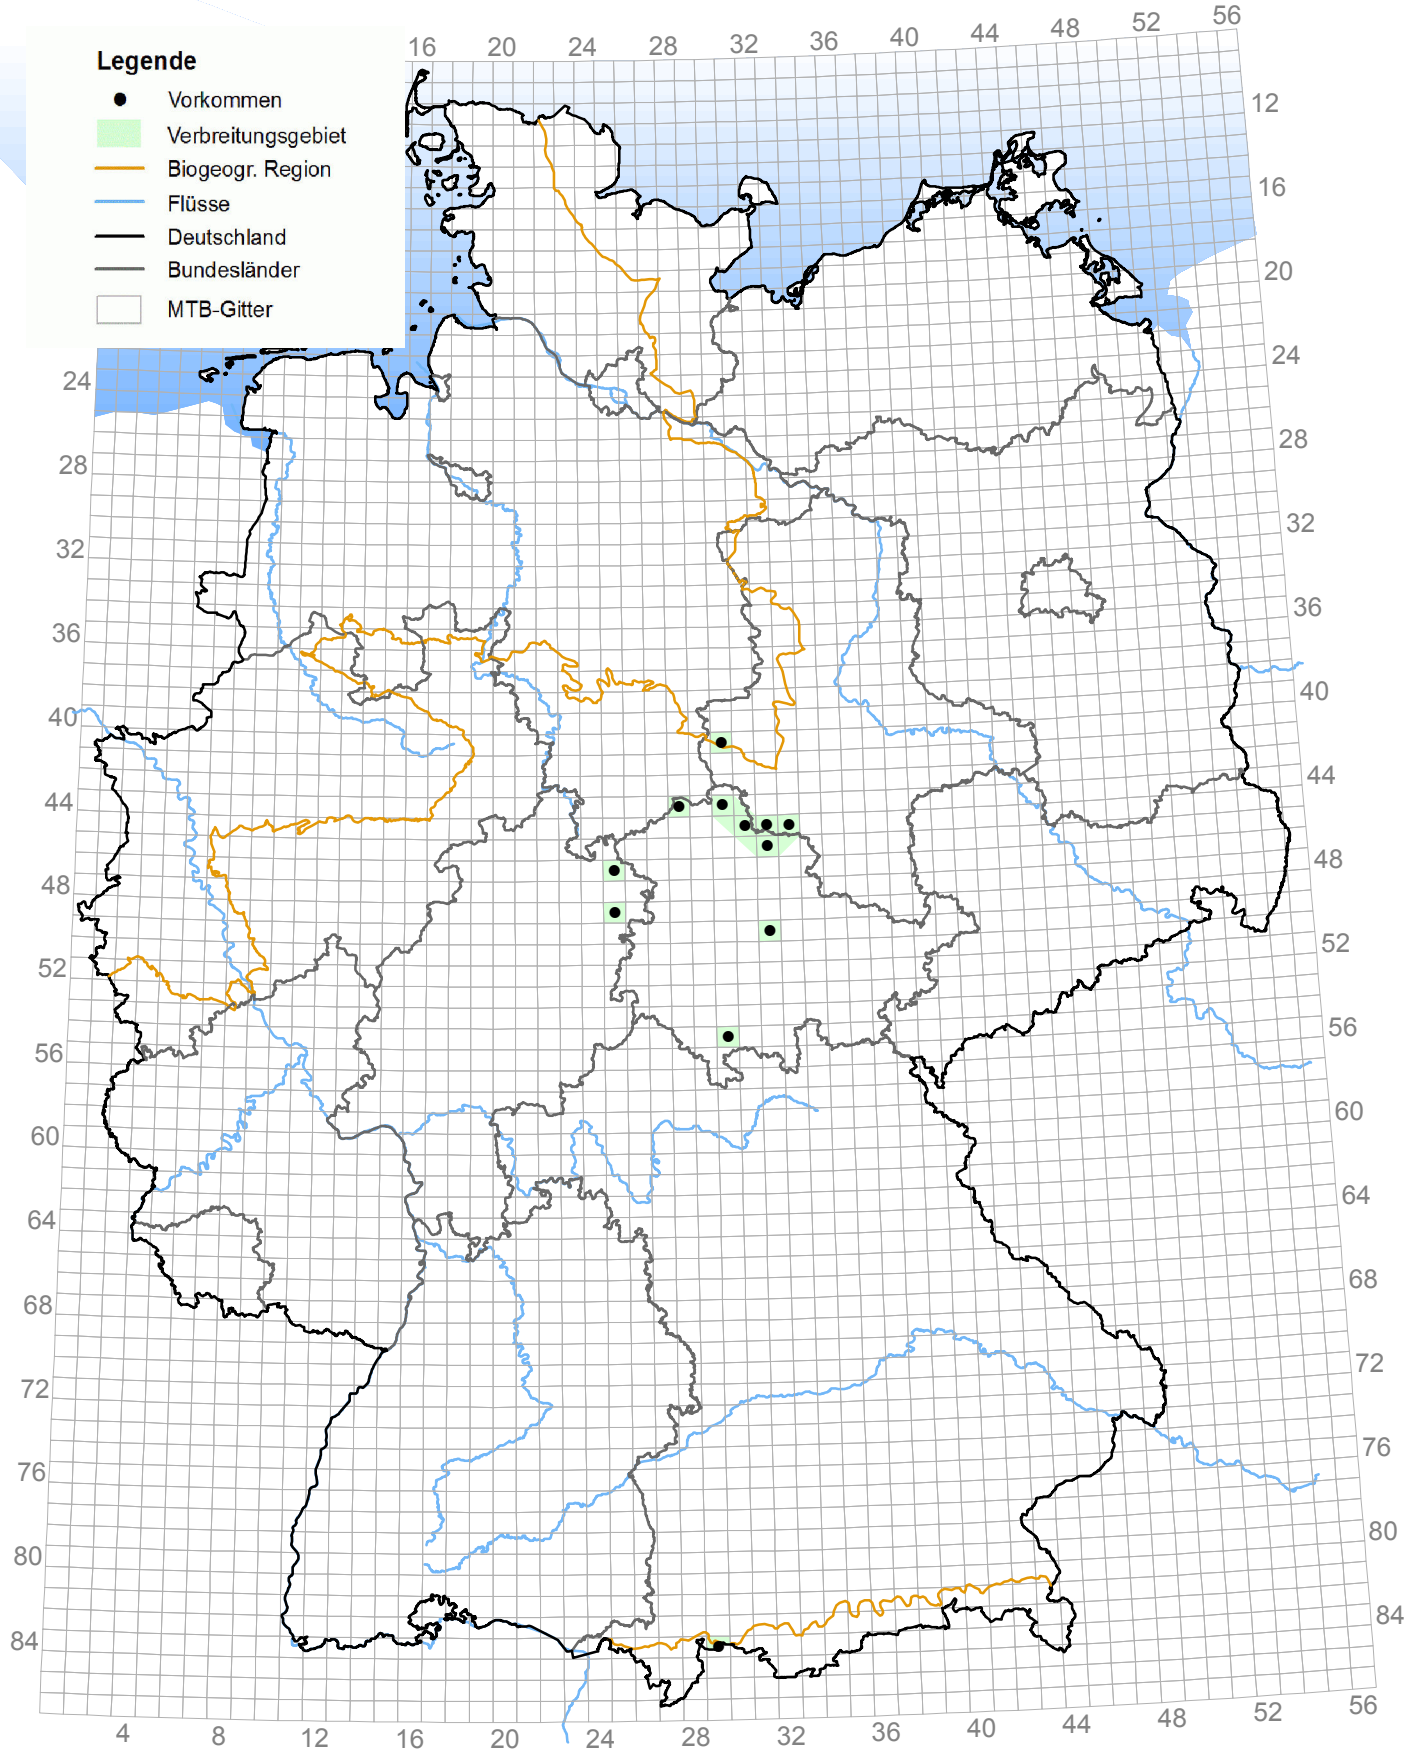 Legende
Vorkommen
Verbreitungsgebiet
Biogeogr. Region
Flüsse
Deutschland
Bundesländer
MTB-Gitter
16 20 24 28 32 36 40 44 48 52 56
12
16
20
24 24
28 28
32 32
36 36
40 40
44 44
48 48
52 52
56 56
60 60
64 64
68 68
72 72
76 76
80 80
84 84
4 8 12 16 20 24 28 32 36 40 44 48 52 56